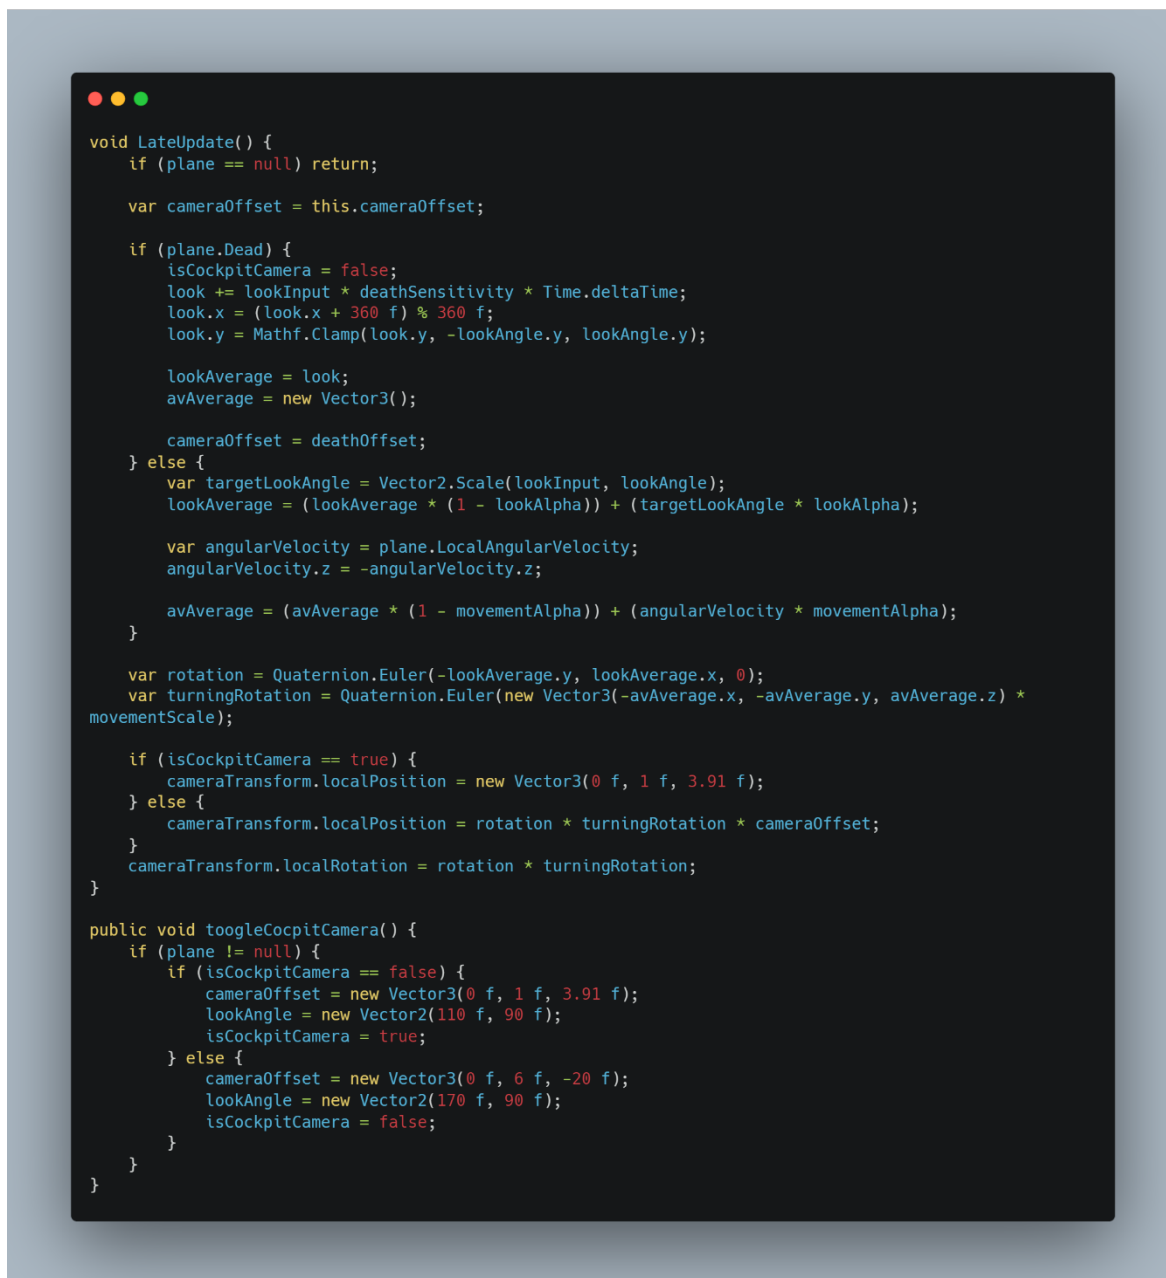 void LateUpdate() {
if (plane == null) return;
var cameraOffset = this.cameraOffset;
if (plane.Dead) {
isCockpitCamera = false;
look += lookInput * deathSensitivity * Time.deltaTime;
look.x = (look.x + 360 f) % 360 f;
look.y = Mathf.Clamp(look.y, -lookAngle.y, lookAngle.y);
lookAverage = look;
avAverage = new Vector3();
cameraOffset = deathOffset;
} else {
var targetLookAngle = Vector2.Scale(lookInput, lookAngle);
lookAverage = (lookAverage * (1 - lookAlpha)) + (targetLookAngle * lookAlpha);
var angularVelocity = plane.LocalAngularVelocity;
angularVelocity.z = -angularVelocity.z;
avAverage = (avAverage * (1 - movementAlpha)) + (angularVelocity * movementAlpha);
}
var rotation = Quaternion.Euler(-lookAverage.y, lookAverage.x, 0);
var turningRotation = Quaternion.Euler(new Vector3(-avAverage.x, -avAverage.y, avAverage.z) *
movementScale);
if (isCockpitCamera == true) {
cameraTransform.localPosition = new Vector3(0 f, 1 f, 3.91 f);
} else {
cameraTransform.localPosition = rotation * turningRotation * cameraOffset;
}
cameraTransform.localRotation = rotation * turningRotation;
}
public void toogleCocpitCamera() {
if (plane != null) {
if (isCockpitCamera == false) {
cameraOffset = new Vector3(0 f, 1 f, 3.91 f);
lookAngle = new Vector2(110 f, 90 f);
isCockpitCamera = true;
} else {
cameraOffset = new Vector3(0 f, 6 f, -20 f);
lookAngle = new Vector2(170 f, 90 f);
isCockpitCamera = false;
}
}
}